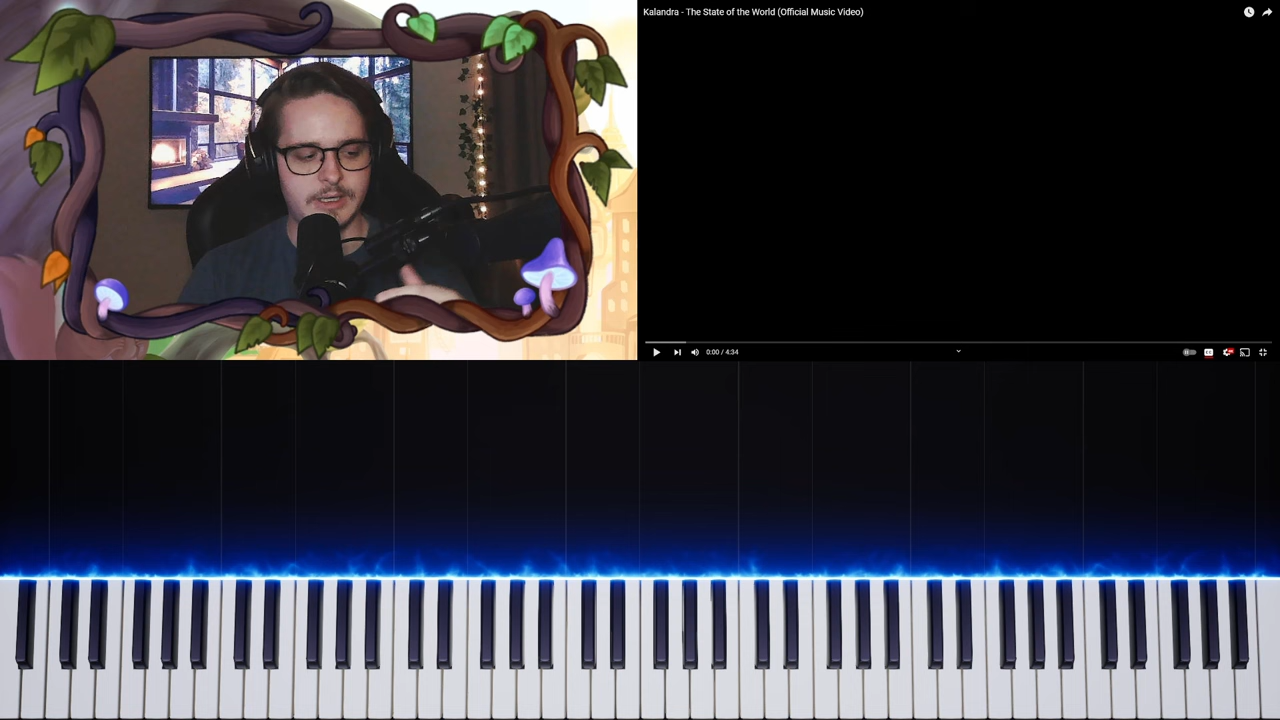 Kalandra - The State of the World (Official Music Video)
0:00 / 4:34